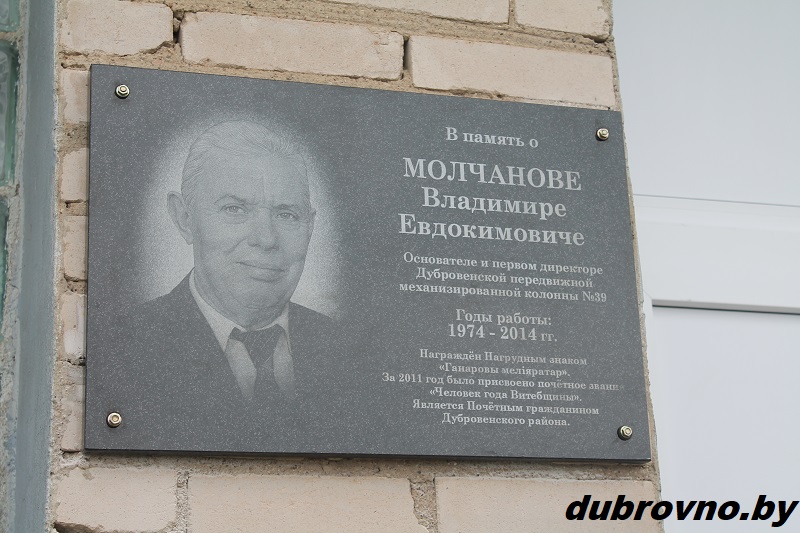 В память о
МОЛЧАНОВЕ
Владимире
Евдокимовиче
Основателе и первом директоре
Дубровенской передвижной
механизированной колонны №39
Годы работы:
1974 - 2014 гг.
Награждён Нагрудным знаком
«Ганаровы меліяратар».
За 2011 год было присвоено почётное звани
«Человек года Витебщины».
Является Почётным гражданином
Дубровенского района.
dubrovno.by